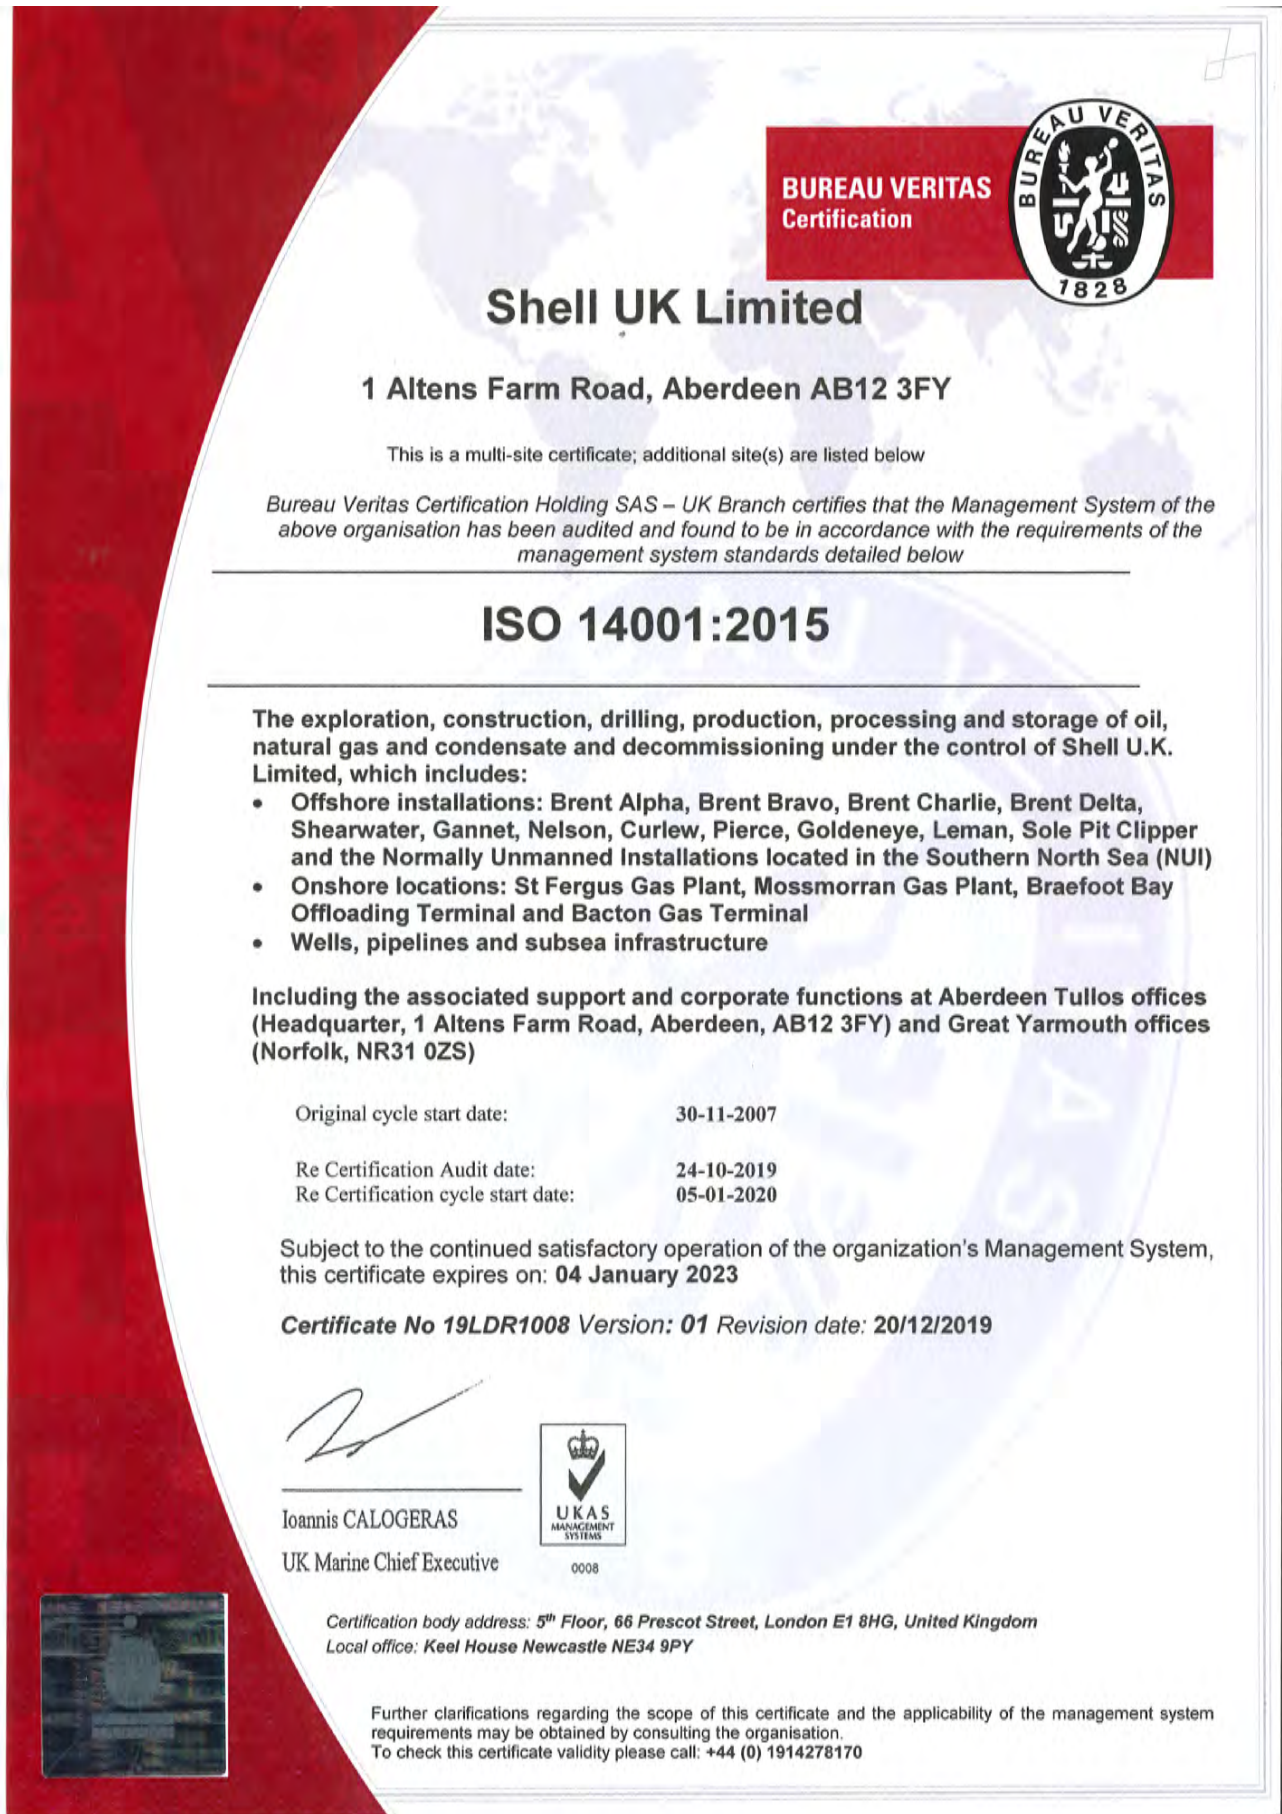 BUREAU VERITAS
Certification
BUREAU VERITAS
1828
Shell UK Limited
1 Altens Farm Road, Aberdeen AB12 3FY
This is a multi-site certificate; additional site(s) are listed below
Bureau Veritas Certification Holding SAS – UK Branch certifies that the Management System of the
above organisation has been audited and found to be in accordance with the requirements of the
management system standards detailed below
ISO 14001:2015
The exploration, construction, drilling, production, processing and storage of oil,
natural gas and condensate and decommissioning under the control of Shell U.K.
Limited, which includes:
• Offshore installations: Brent Alpha, Brent Bravo, Brent Charlie, Brent Delta,
Shearwater, Gannet, Nelson, Curlew, Pierce, Goldeneye, Leman, Sole Pit Clipper
and the Normally Unmanned Installations located in the Southern North Sea (NUI)
• Onshore locations: St Fergus Gas Plant, Mossmorran Gas Plant, Braefoot Bay
Offloading Terminal and Bacton Gas Terminal
• Wells, pipelines and subsea infrastructure
Including the associated support and corporate functions at Aberdeen Tullos offices
(Headquarter, 1 Altens Farm Road, Aberdeen, AB12 3FY) and Great Yarmouth offices
(Norfolk, NR31 0ZS)
Original cycle start date: 30-11-2007
Re Certification Audit date: 24-10-2019
Re Certification cycle start date: 05-01-2020
Subject to the continued satisfactory operation of the organization's Management System,
this certificate expires on: 04 January 2023
Certificate No 19LDR1008 Version: 01 Revision date: 20/12/2019
Ioannis CALOGERAS
UK Marine Chief Executive
UKAS
MANAGEMENT
SYSTEMS
0008
Certification body address: 5th Floor, 66 Prescot Street, London E1 8HG, United Kingdom
Local office: Keel House Newcastle NE34 9PY
Further clarifications regarding the scope of this certificate and the applicability of the management system
requirements may be obtained by consulting the organisation.
To check this certificate validity please call: +44 (0) 1914278170